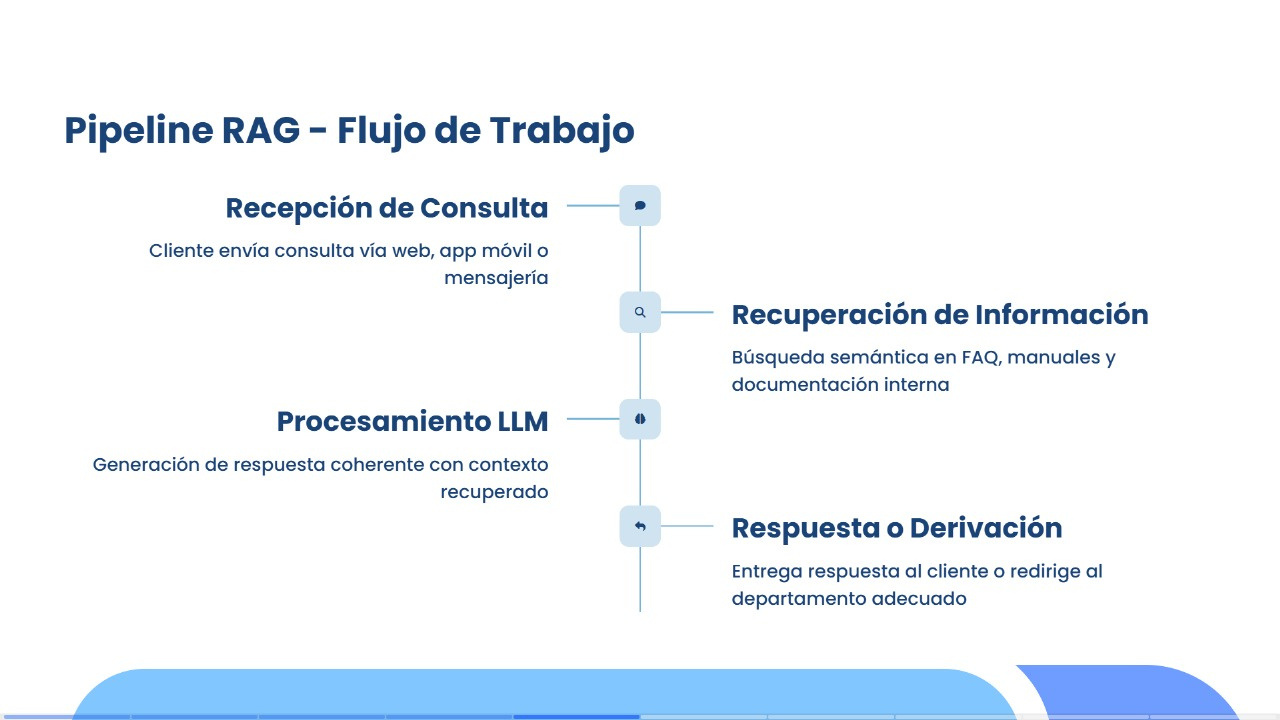 Pipeline RAG - Flujo de Trabajo
Recepción de Consulta
Cliente envía consulta vía web, app móvil o
mensajería
Recuperación de Información
Búsqueda semántica en FAQ, manuales y
documentación interna
Procesamiento LLM
Generación de respuesta coherente con contexto
recuperado
Respuesta o Derivación
Entrega respuesta al cliente o redirige al
departamento adecuado